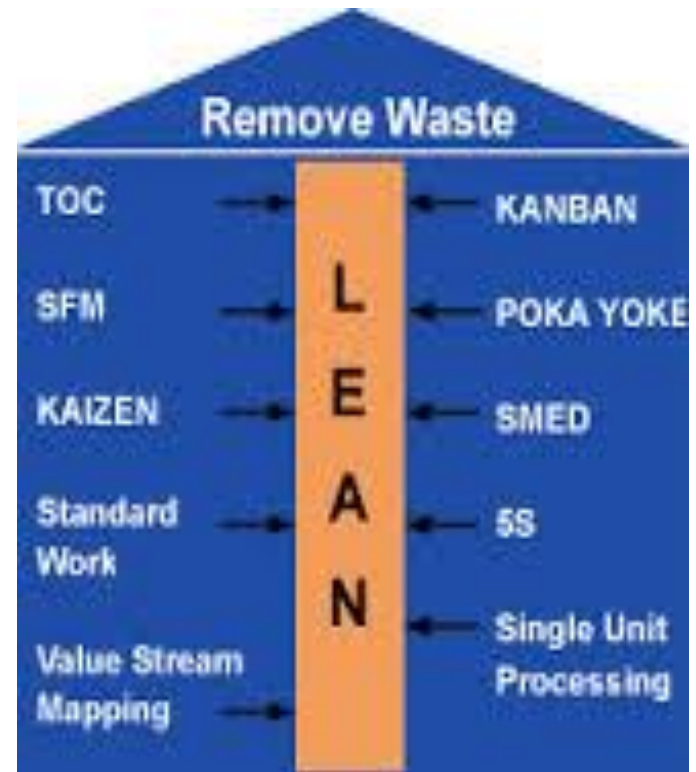 Remove Waste
TOC
SFM
KAIZEN
Standard
Work
Value Stream
Mapping
L
E
A
N
KANBAN
POKA YOKE
SMED
5S
Single Unit
Processing